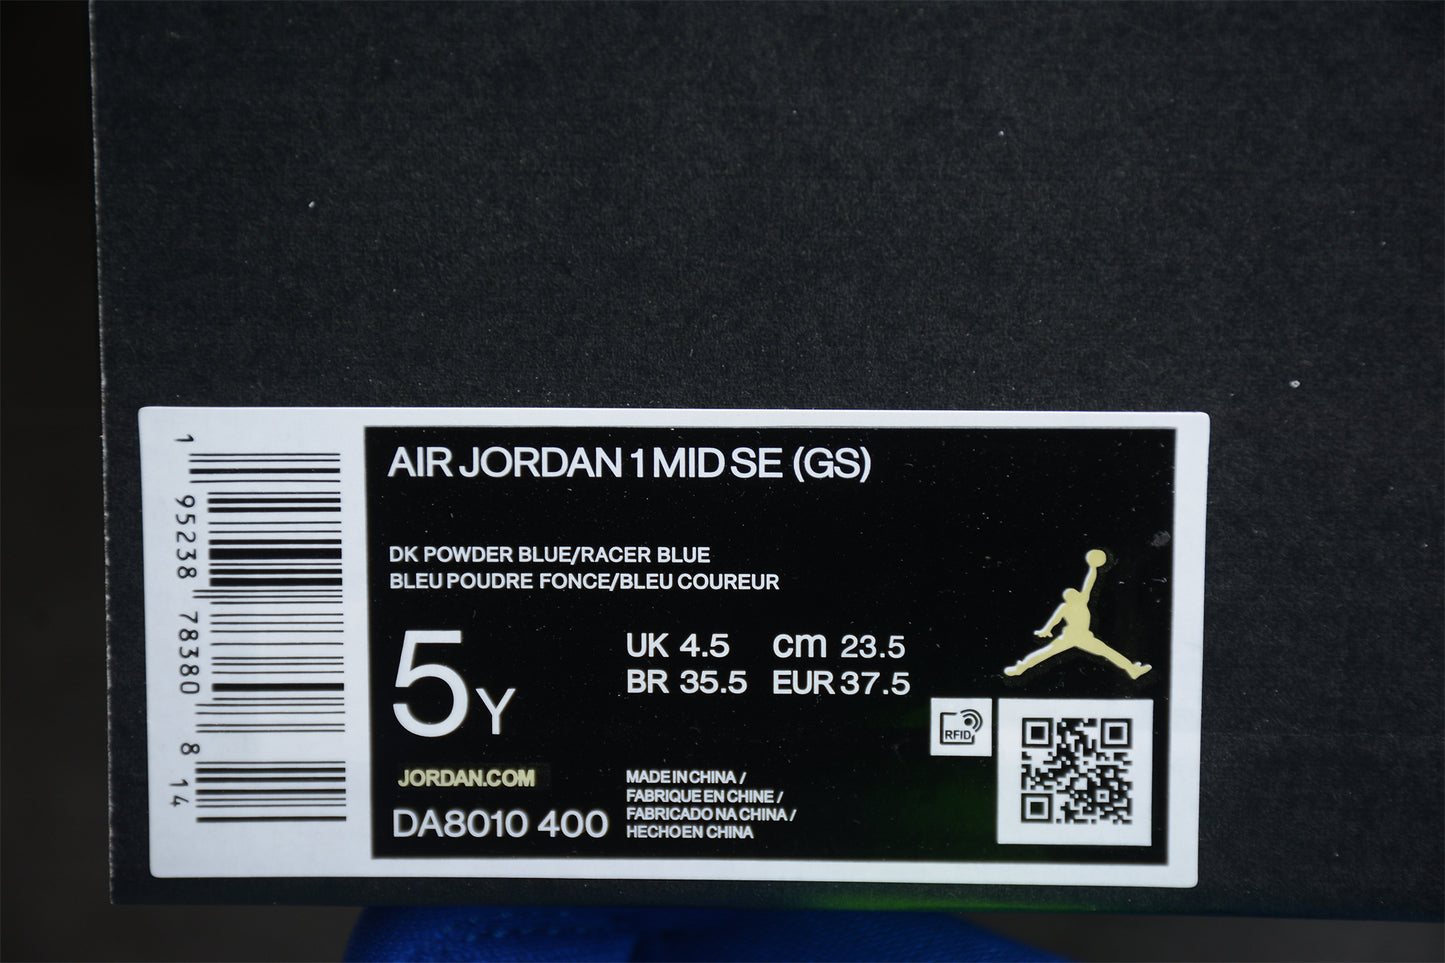 1
95238
78380
8
14
AIR JORDAN 1 MID SE (GS)
DK POWDER BLUE/RACER BLUE
BLEU POUDRE FONCE/BLEU COUREUR
5Y
UK 4.5 cm 23.5
BR 35.5 EUR 37.5
RFID
JORDAN.COM
DA8010 400
MADE IN CHINA /
FABRIQUE EN CHINE /
FABRICADO NA CHINA /
HECHO EN CHINA